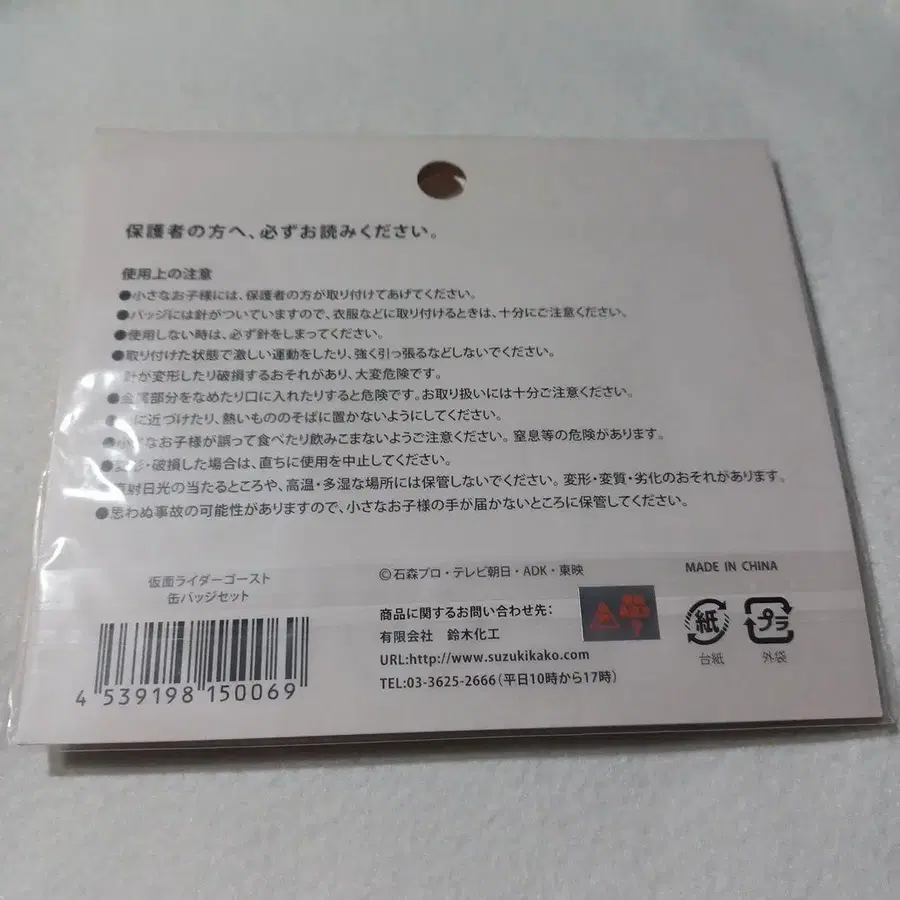 保護者の方へ、必ずお読みください。
使用上の注意
●小さなお子様には、保護者の方が取り付けてあげてください。
●バッジには針がついていますので、衣服などに取り付けるときは、十分にご注意ください。
●使用しない時は、必ず針をしまってください。
●取り付けた状態で激しい運動をしたり、強く引っ張るなどしないでください。
針が変形したり破損するおそれがあり、大変危険です。
●金属部分をなめたり口に入れたりすると危険です。お取り扱いには十分ご注意ください。
に近づけたり、熱いもののそばに置かないようにしてください。
●小さなお子様が誤って食べたり飲みこまないようご注意ください。窒息等の危険があります。
●変形・破損した場合は、直ちに使用を中止してください。
直射日光の当たるところや、高温・多湿な場所には保管しないでください。変形・変質・劣化のおそれがあります。
●思わぬ事故の可能性がありますので、小さなお子様の手が届かないところに保管してください。
仮面ライダーゴースト
缶バッジセット
4 539198 150069
©石森プロ・テレビ朝日・ADK・東映
商品に関するお問い合わせ先：
有限会社 鈴木化工
URL:http://www.suzukikako.com
TEL:03-3625-2666（平日10時から17時）
MADE IN CHINA
紙
台紙
プラ
外袋